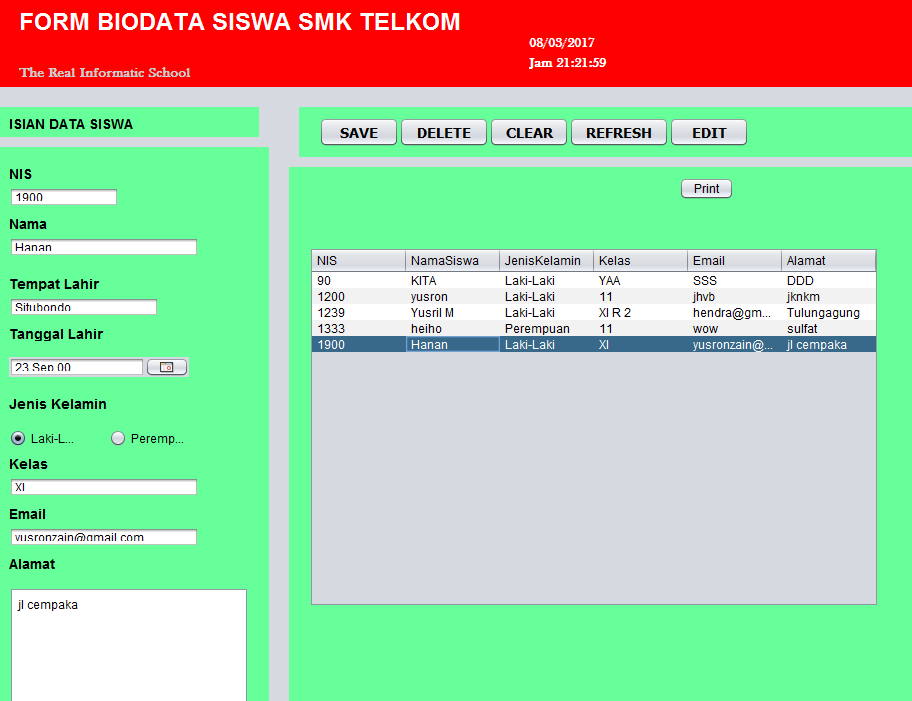 FORM BIODATA SISWA SMK TELKOM
08/03/2017
Jam 21:21:59
The Real Informatic School
ISIAN DATA SISWA
SAVE DELETE CLEAR REFRESH EDIT
NIS
1900
Nama
Hanan
Tempat Lahir
Situbondo
Tanggal Lahir
23 Sep 00
Jenis Kelamin
Laki-L... Peremp...
Kelas
XI
Email
yusronzain@gmail.com
Alamat
jl cempaka
Print
NIS NamaSiswa JenisKelamin Kelas Email Alamat
90 KITA Laki-Laki YAA SSS DDD
1200 yusron Laki-Laki 11 jhvb jknkm
1239 Yusril M Laki-Laki XI R 2 hendra@gm... Tulungagung
1333 heiho Perempuan 11 wow sulfat
1900 Hanan Laki-Laki XI yusronzain@... jl cempaka